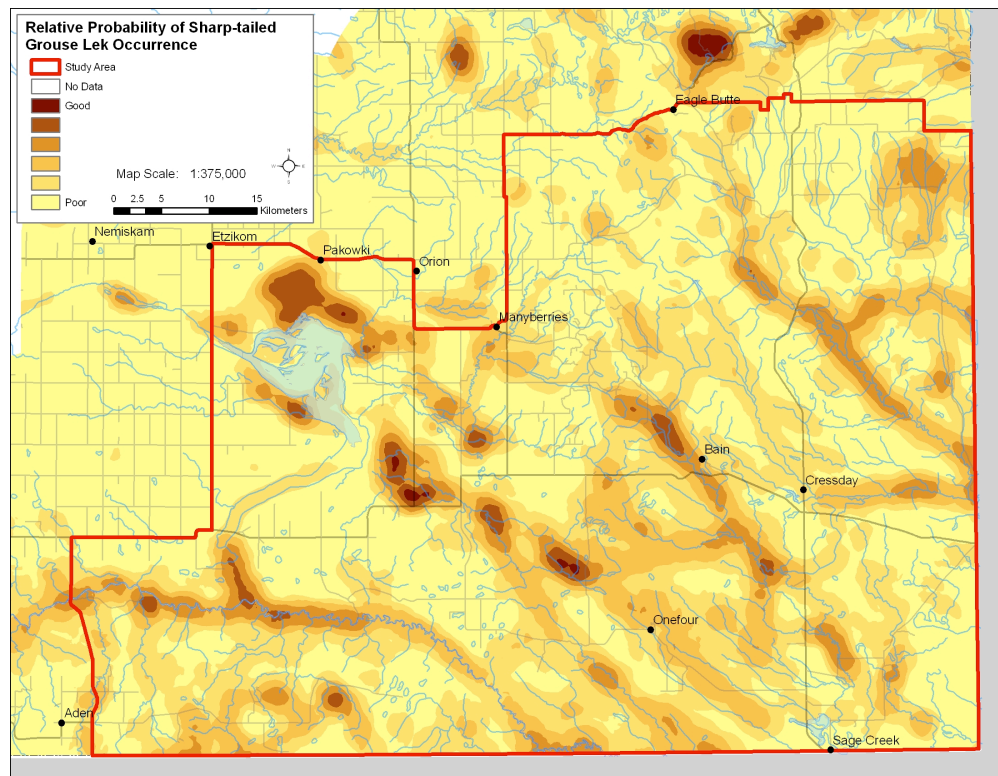 Relative Probability of Sharp-tailed
Grouse Lek Occurrence
Study Area
No Data
Good
Poor
Map Scale: 1:375,000
N
W E
S
0 2.5 5 10 15
Kilometers
Eagle Butte
Nemiskam
Etzikom
Pakowki
Orion
Manyberries
Bain
Cressday
Onefour
Aden
Sage Creek